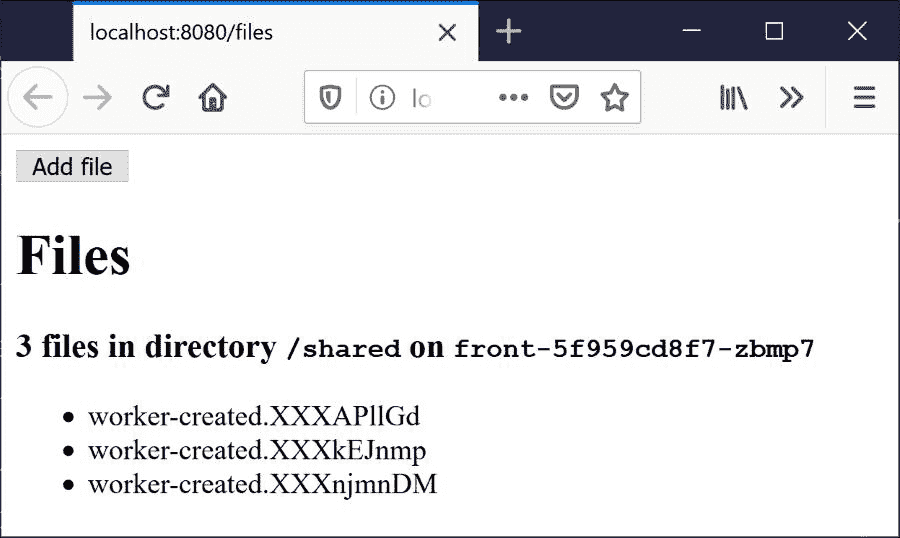 localhost:8080/files
lo
Add file
Files
3 files in directory /shared on front-5f959cd8f7-zbmp7
worker-created.XXXAPllGd
worker-created.XXXkEJnmp
worker-created.XXXnjmnDM